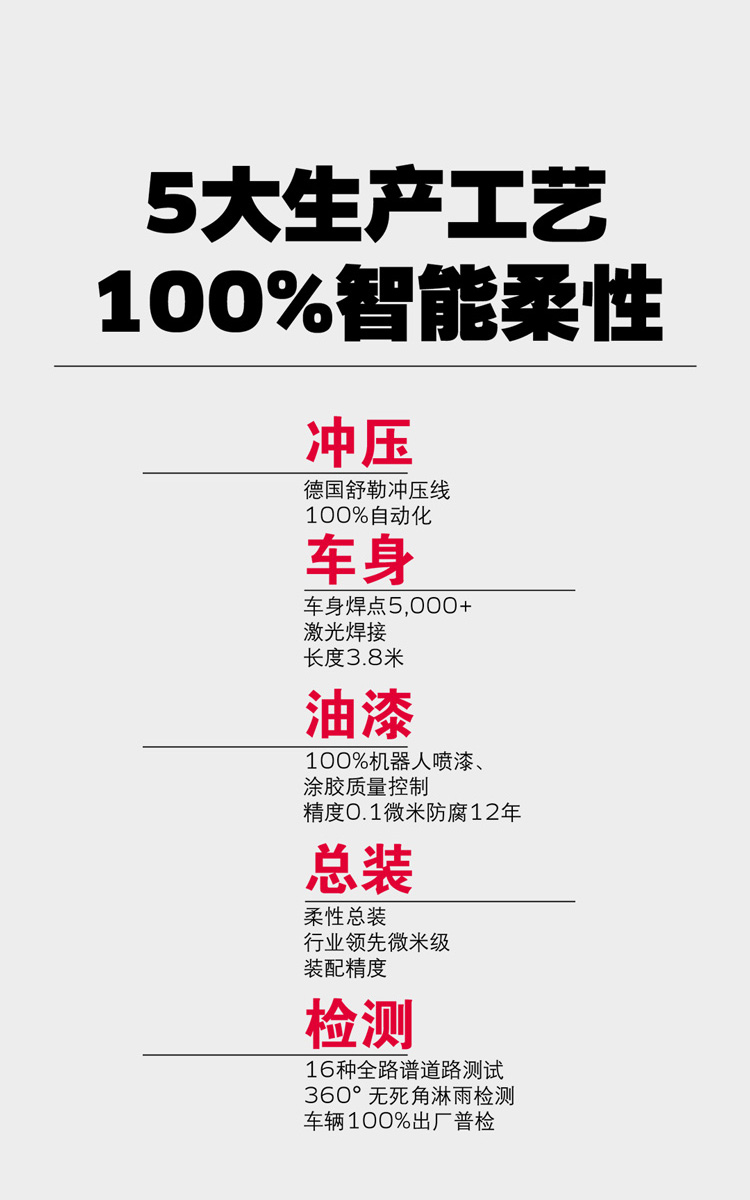 5大生产工艺
100%智能柔性
冲压
德国舒勒冲压线
100%自动化
车身
车身焊点5,000+
激光焊接
长度3.8米
油漆
100%机器人喷漆、
涂胶质量控制
精度0.1微米防腐12年
总装
柔性总装
行业领先微米级
装配精度
检测
16种全路谱道路测试
360° 无死角淋雨检测
车辆100%出厂普检